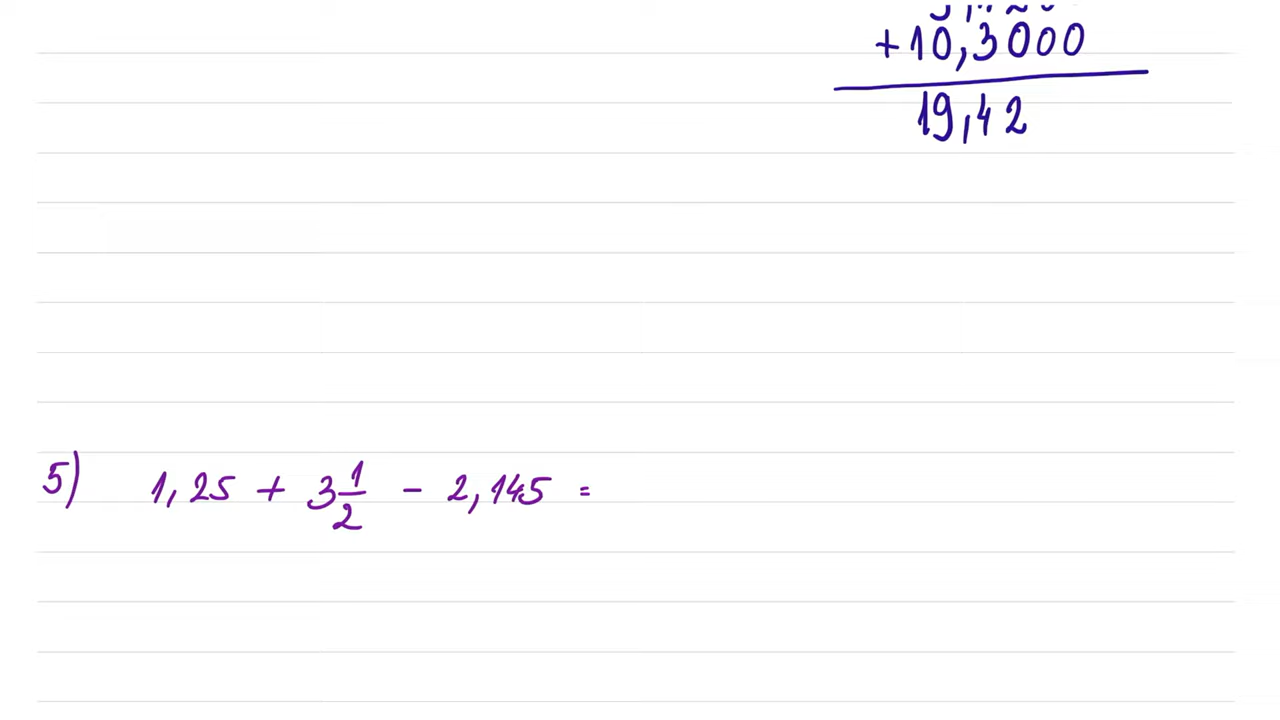 +10,3000
19,42
5) 1,25 + 3 1/2 - 2,145 =